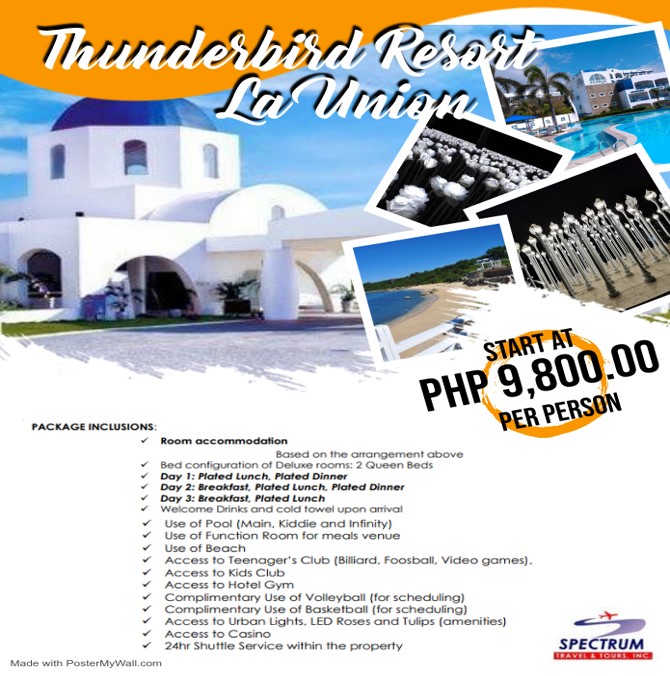 Thunderbird Resort
La Union
START AT
PHP 9,800.00
PER PERSON
PACKAGE INCLUSIONS:
✓ Room accommodation
Based on the arrangement above
✓ Bed configuration of Deluxe rooms: 2 Queen Beds
✓ Day 1: Plated Lunch, Plated Dinner
✓ Day 2: Breakfast, Plated Lunch, Plated Dinner
✓ Day 3: Breakfast, Plated Lunch
✓ Welcome Drinks and cold towel upon arrival
✓ Use of Pool (Main, Kiddie and Infinity)
✓ Use of Function Room for meals venue
✓ Use of Beach
✓ Access to Teenager's Club (Billiard, Foosball, Video games),
✓ Access to Kids Club
✓ Access to Hotel Gym
✓ Complimentary Use of Volleyball (for scheduling)
✓ Complimentary Use of Basketball (for scheduling)
✓ Access to Urban Lights, LED Roses and Tulips (amenities)
✓ Access to Casino
✓ 24hr Shuttle Service within the property
SPECTRUM
TRAVEL & TOURS, INC
Made with PosterMyWall.com